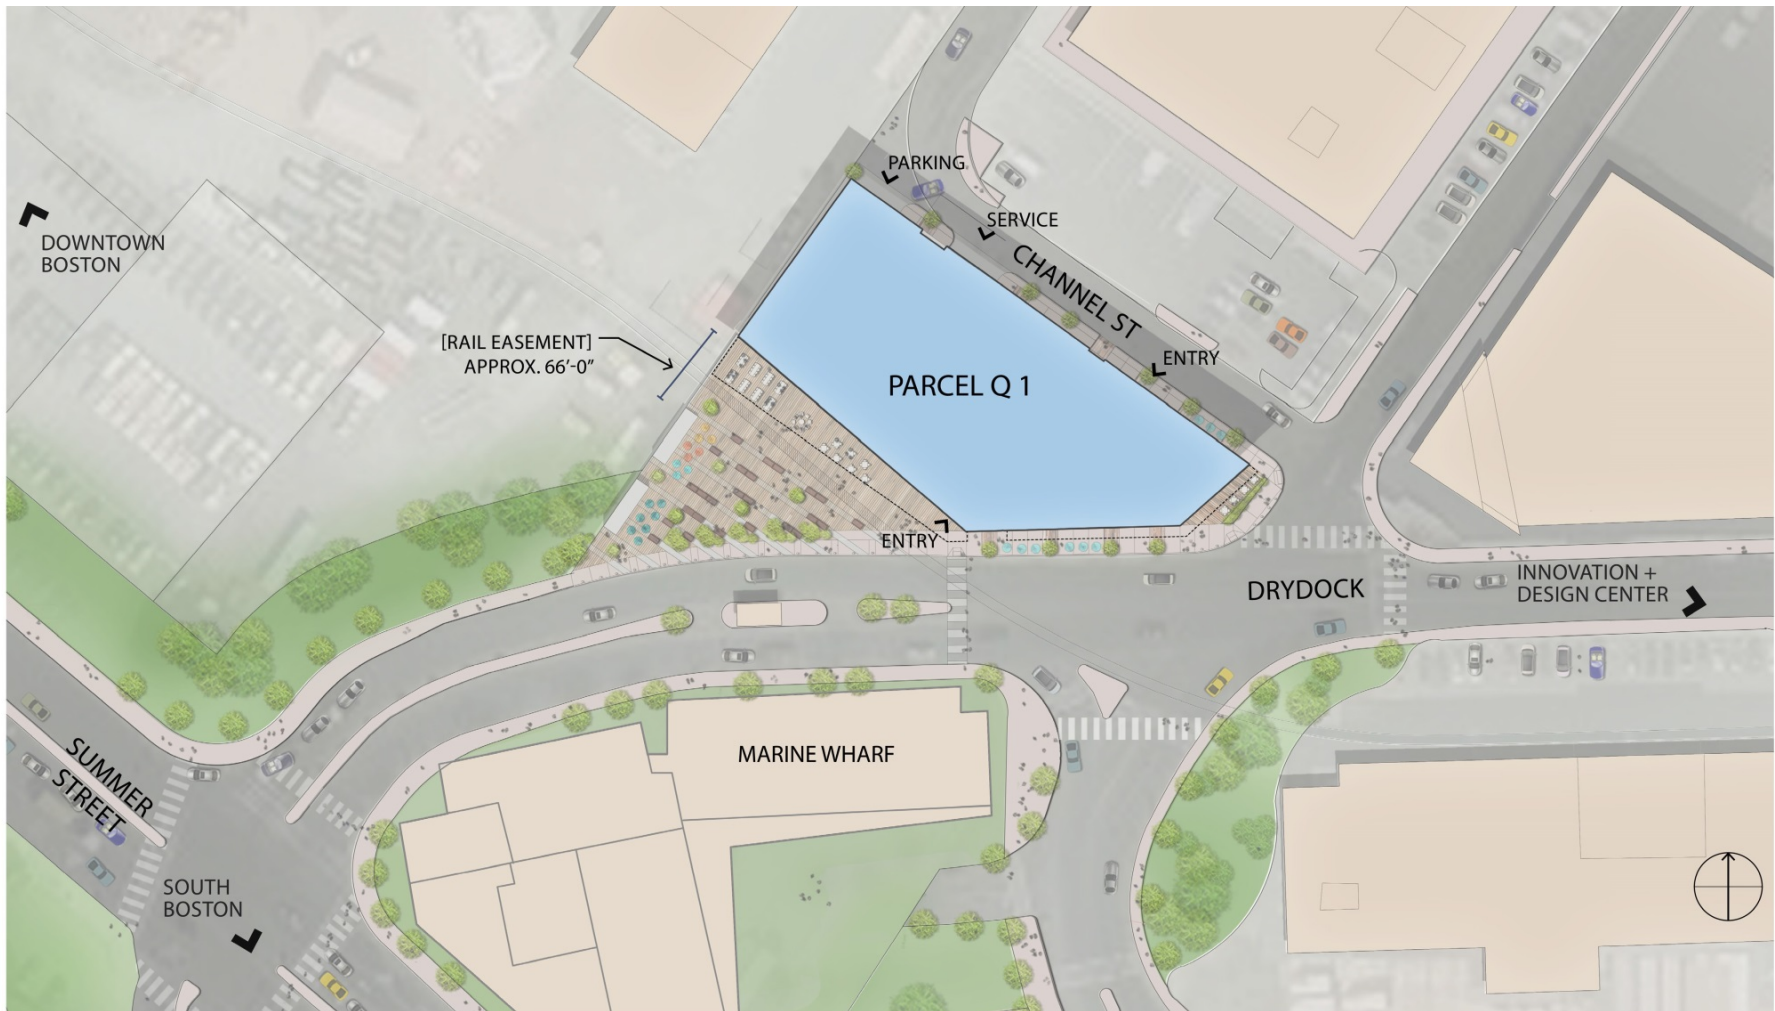 PARKING
SERVICE
DOWNTOWN
BOSTON
CHANNEL ST
[RAIL EASEMENT]
APPROX. 66'-0"
ENTRY
PARCEL Q 1
ENTRY
DRYDOCK
INNOVATION +
DESIGN CENTER
MARINE WHARF
SUMMER
STREET
SOUTH
BOSTON